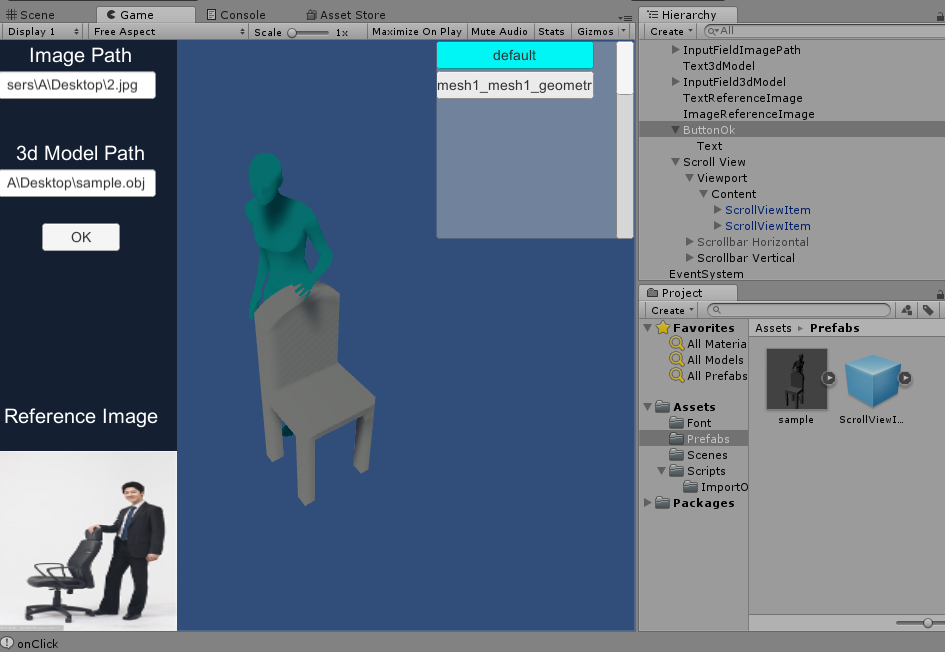 Scene
Game
Console
Asset Store
Display 1
Free Aspect
Scale
1x
Maximize On Play
Mute Audio
Stats
Gizmos
Image Path
sers\A\Desktop\2.jpg
3d Model Path
A\Desktop\sample.obj
OK
Reference Image
default
mesh1_mesh1_geometr
onClick
Hierarchy
Create
All
InputFieldImagePath
Text3dModel
InputField3dModel
TextReferenceImage
ImageReferenceImage
ButtonOk
Text
Scroll View
Viewport
Content
ScrollViewItem
ScrollViewItem
Scrollbar Horizontal
Scrollbar Vertical
EventSystem
Project
Create
Favorites
All Materia
All Models
All Prefabs
Assets
Font
Prefabs
Scenes
Scripts
ImportO
Packages
Assets Prefabs
sample
ScrollViewI...